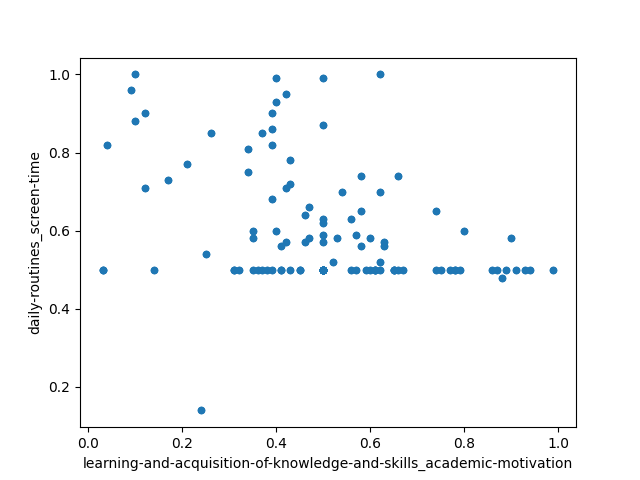 1.0
0.8
0.6
0.4
0.2
daily-routines_screen-time
0.0 0.2 0.4 0.6 0.8 1.0
learning-and-acquisition-of-knowledge-and-skills_academic-motivation